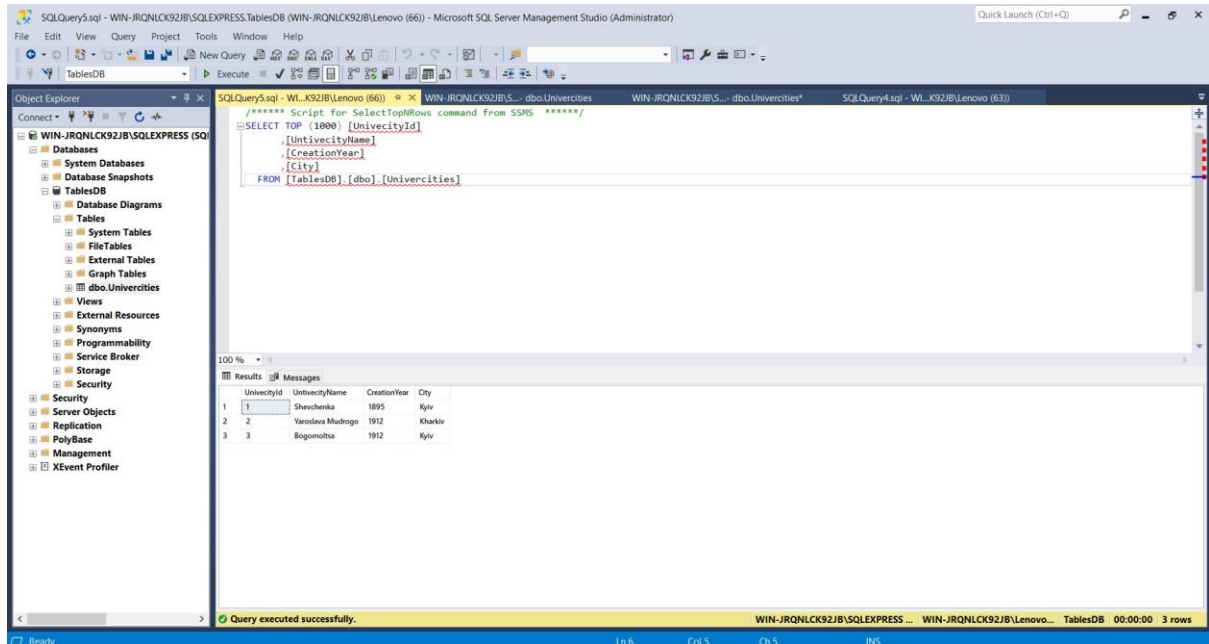 SQLQuery5.sql - WIN-JRQNLCK92JB\SQLEXPRESS.TablesDB (WIN-JRQNLCK92JB\Lenovo (66)) - Microsoft SQL Server Management Studio (Administrator)
Quick Launch (Ctrl+Q)
File Edit View Query Project Tools Window Help
New Query
TablesDB
Execute
Object Explorer
SQLQuery5.sql - WI...K92JB\Lenovo (66))
WIN-JRQNLCK92JB\S...- dbo.Univercities
WIN-JRQNLCK92JB\S...- dbo.Univercities*
SQLQuery4.sql - WI...K92JB\Lenovo (63))
Connect
WIN-JRQNLCK92JB\SQLEXPRESS (SQl
Databases
System Databases
Database Snapshots
TablesDB
Database Diagrams
Tables
System Tables
FileTables
External Tables
Graph Tables
dbo.Univercities
Views
External Resources
Synonyms
Programmability
Service Broker
Storage
Security
Security
Server Objects
Replication
PolyBase
Management
XEvent Profiler
/****** Script for SelectTopNRows command from SSMS ******/
SELECT TOP (1000) [UnivecityId]
,[UntivecityName]
,[CreationYear]
,[City]
FROM [TablesDB].[dbo].[Univercities]
100 %
Results Messages
UnivecityId UntivecityName CreationYear City
1 1 Shevchenka 1895 Kyiv
2 2 Yaroslava Mudrogo 1912 Kharkiv
3 3 Bogomoltsa 1912 Kyiv
Query executed successfully.
WIN-JRQNLCK92JB\SQLEXPRESS ... WIN-JRQNLCK92JB\Lenovo... TablesDB 00:00:00 3 rows
Ready Ln 6 Col 5 Ch 5 INS